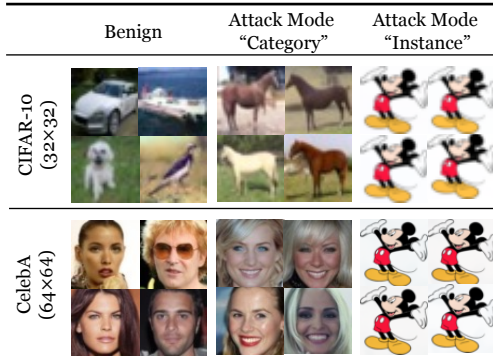 Benign
Attack Mode
“Category”
Attack Mode
“Instance”
CIFAR-10
(32×32)
CelebA
(64×64)